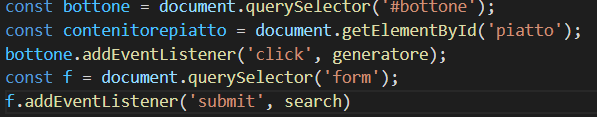 const bottone = document.querySelector('#bottone');
const contenitorepiatto = document.getElementById('piatto');
bottone.addEventListener('click', generatore);
const f = document.querySelector('form');
f.addEventListener('submit', search)